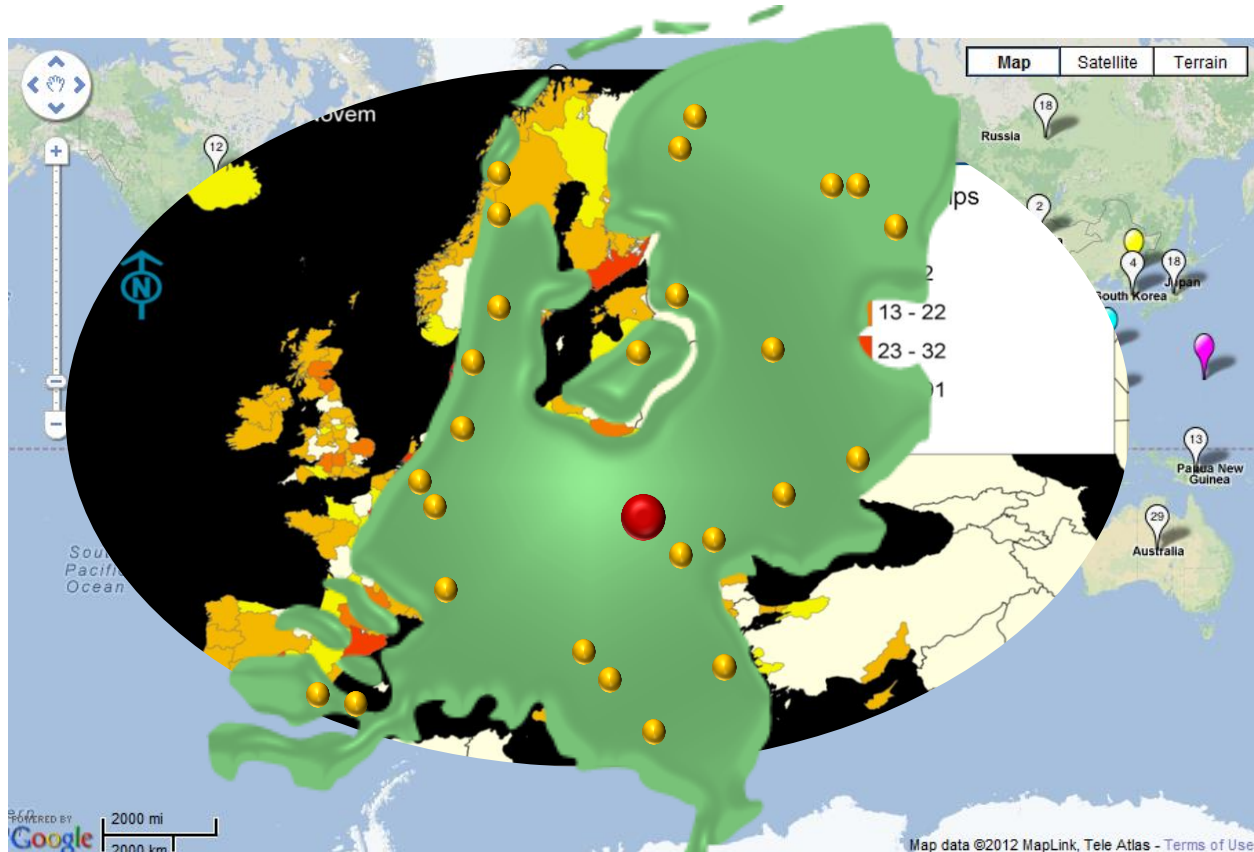 Map Satellite Terrain
18
Russia
12
2
N
4
18
Japan
South Korea
13 - 22
23 - 32
13
Papua New
Guinea
29
Australia
Pacific
Ocean
POWERED BY
Google
2000 mi
2000 km
Map data ©2012 MapLink, Tele Atlas - Terms of Use